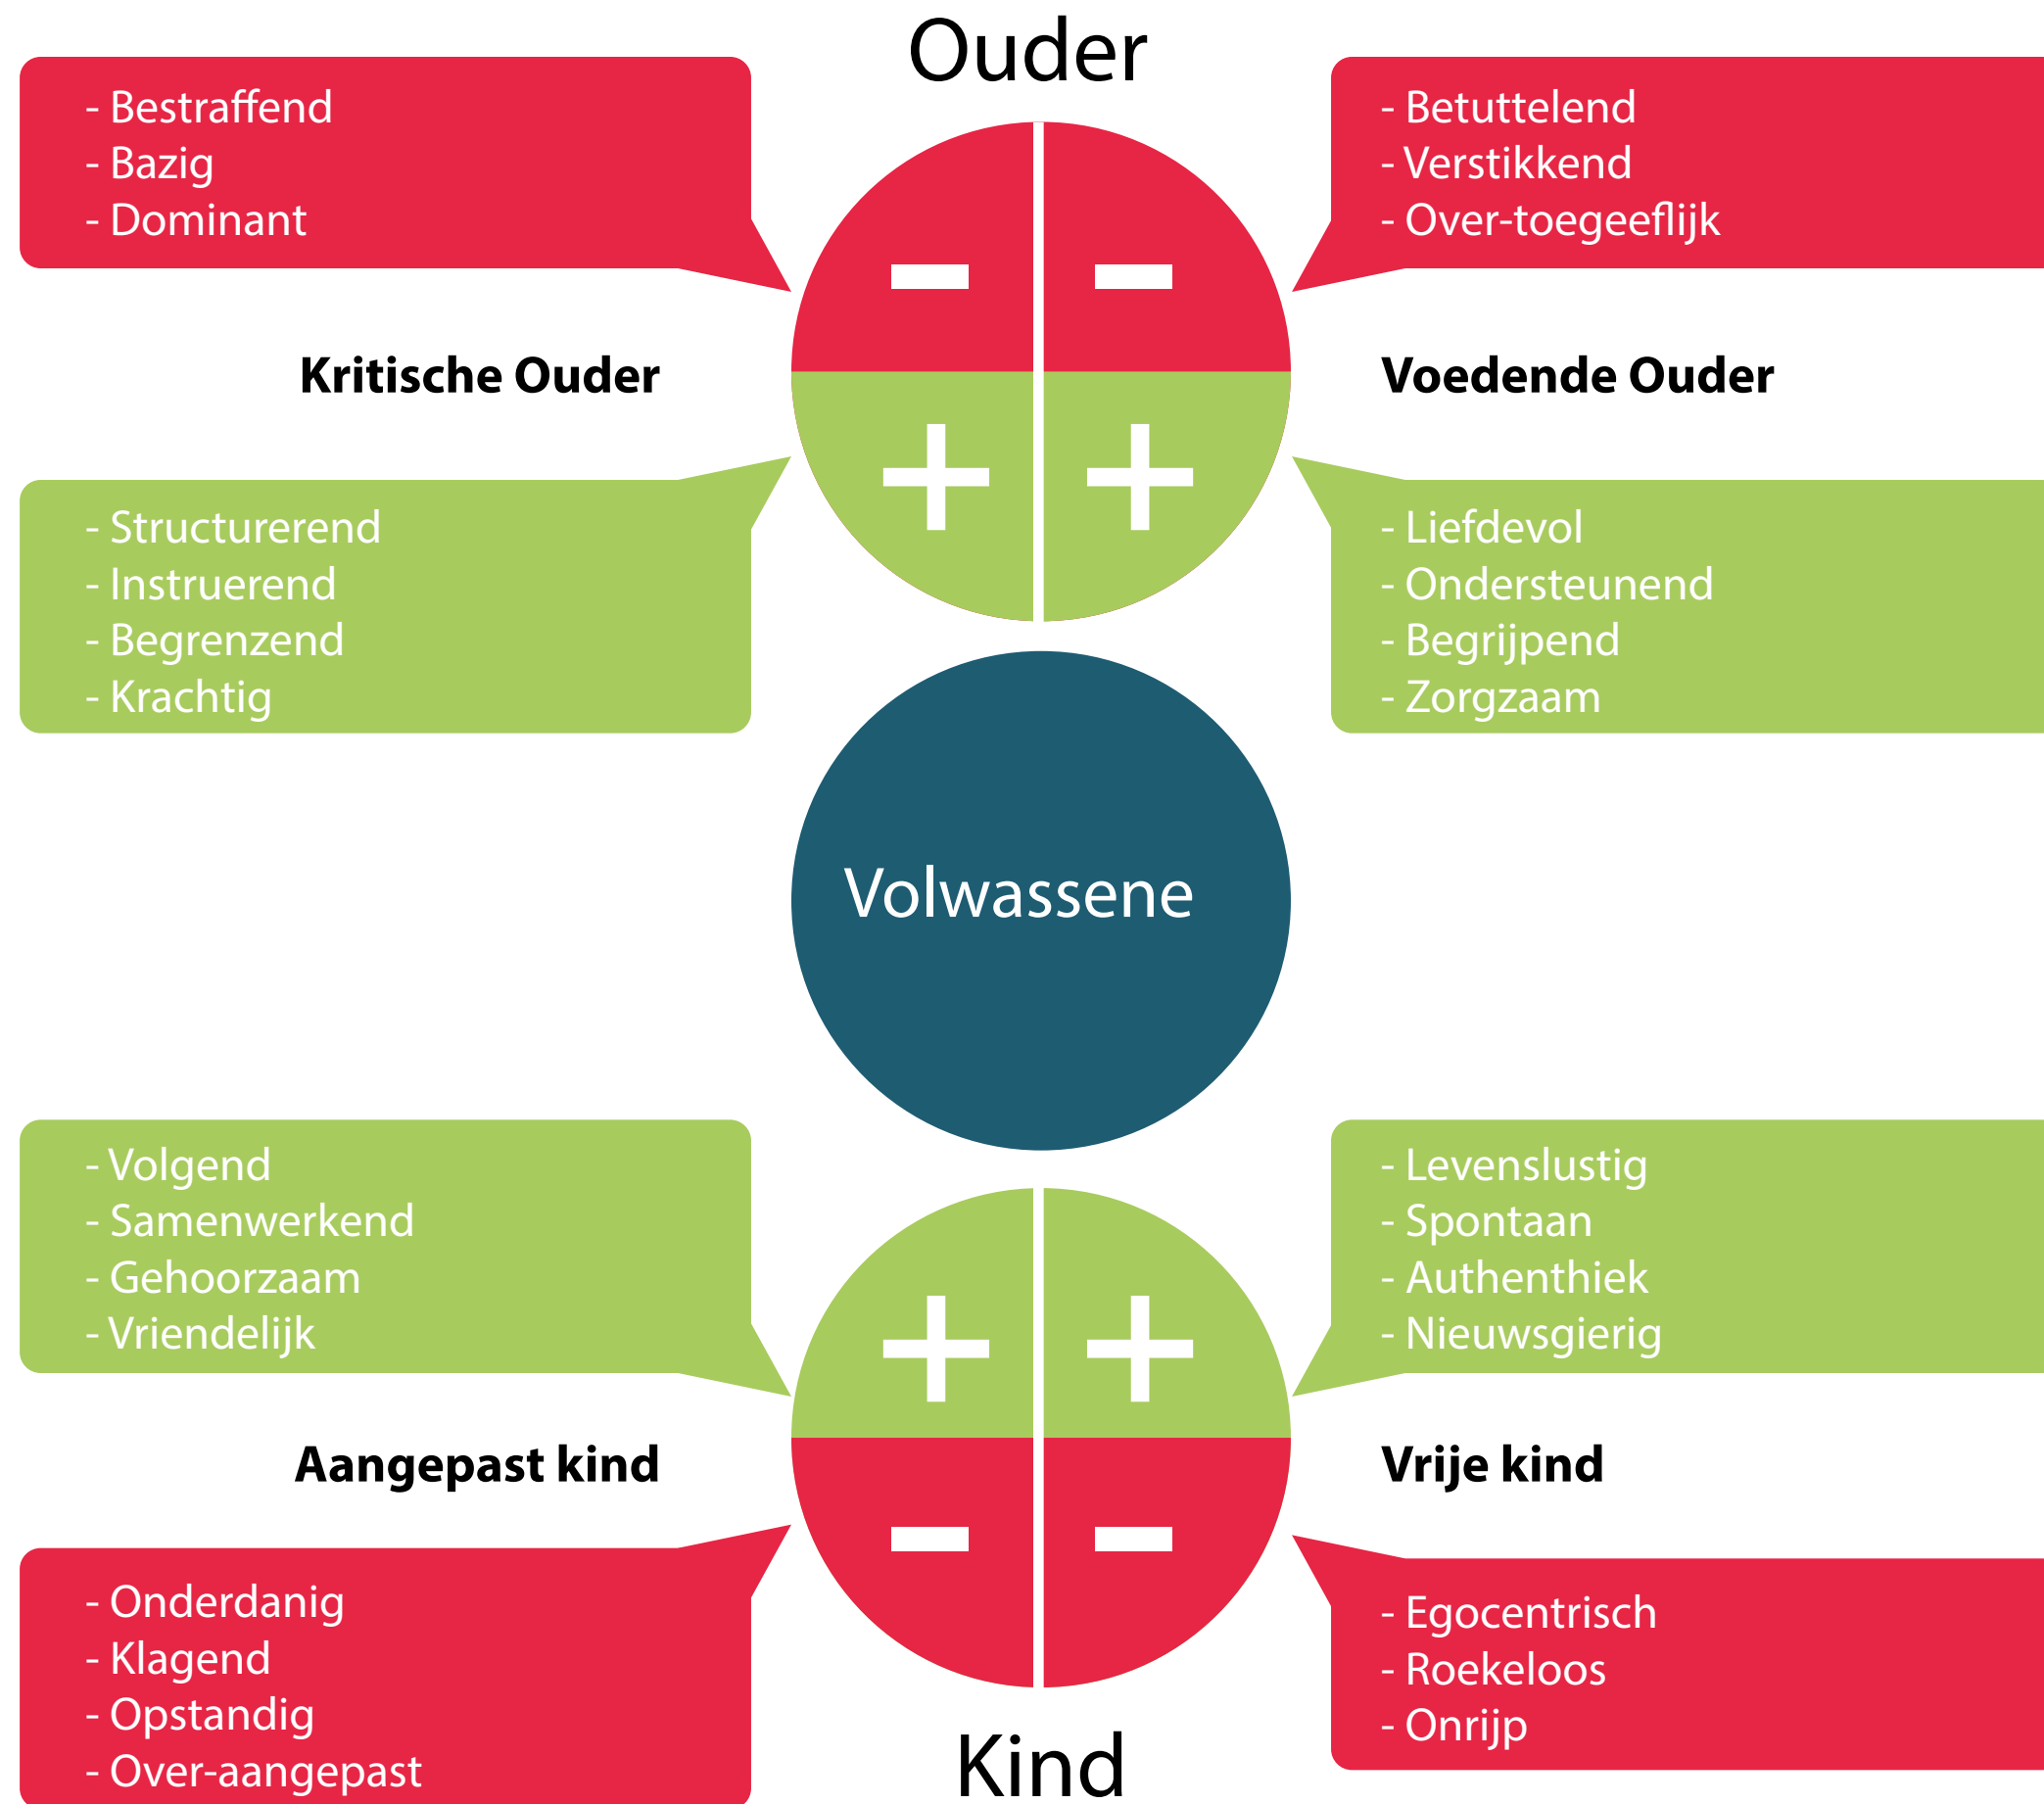 Ouder
- Bestraffend
- Bazig
- Dominant
- Betuttelend
- Verstikkend
- Over-toegeeflijk
Kritische Ouder
Voedende Ouder
- Structurerend
- Instruerend
- Begrenzend
- Krachtig
- Liefdevol
- Ondersteunend
- Begrijpend
- Zorgzaam
Volwassene
- Volgend
- Samenwerkend
- Gehoorzaam
- Vriendelijk
- Levenslustig
- Spontaan
- Authenthiek
- Nieuwsgierig
Aangepast kind
Vrije kind
- Onderdanig
- Klagend
- Opstandig
- Over-aangepast
- Egocentrisch
- Roekeloos
- Onrijp
Kind